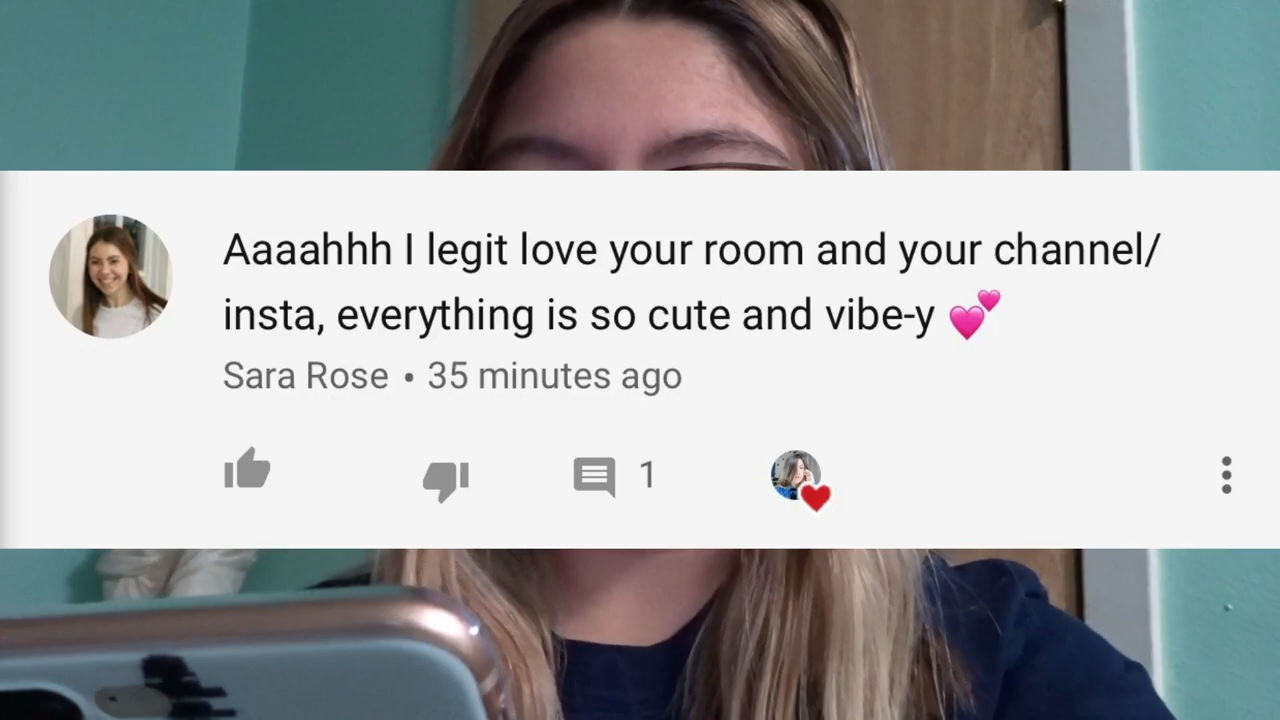 Aaaahhh I legit love your room and your channel/
insta, everything is so cute and vibe-y 💕
Sara Rose • 35 minutes ago
1